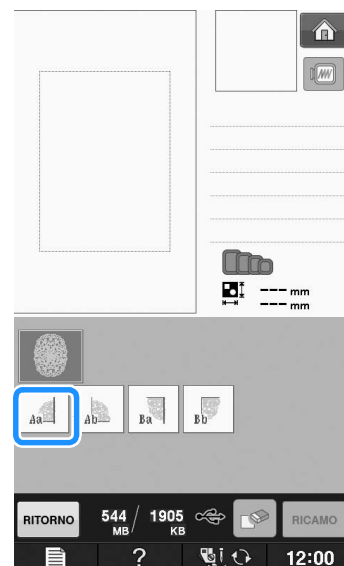 --- mm
--- mm
Aa Ab Ba Bb
RITORNO 544 MB / 1905 KB RICAMO
? 12:00